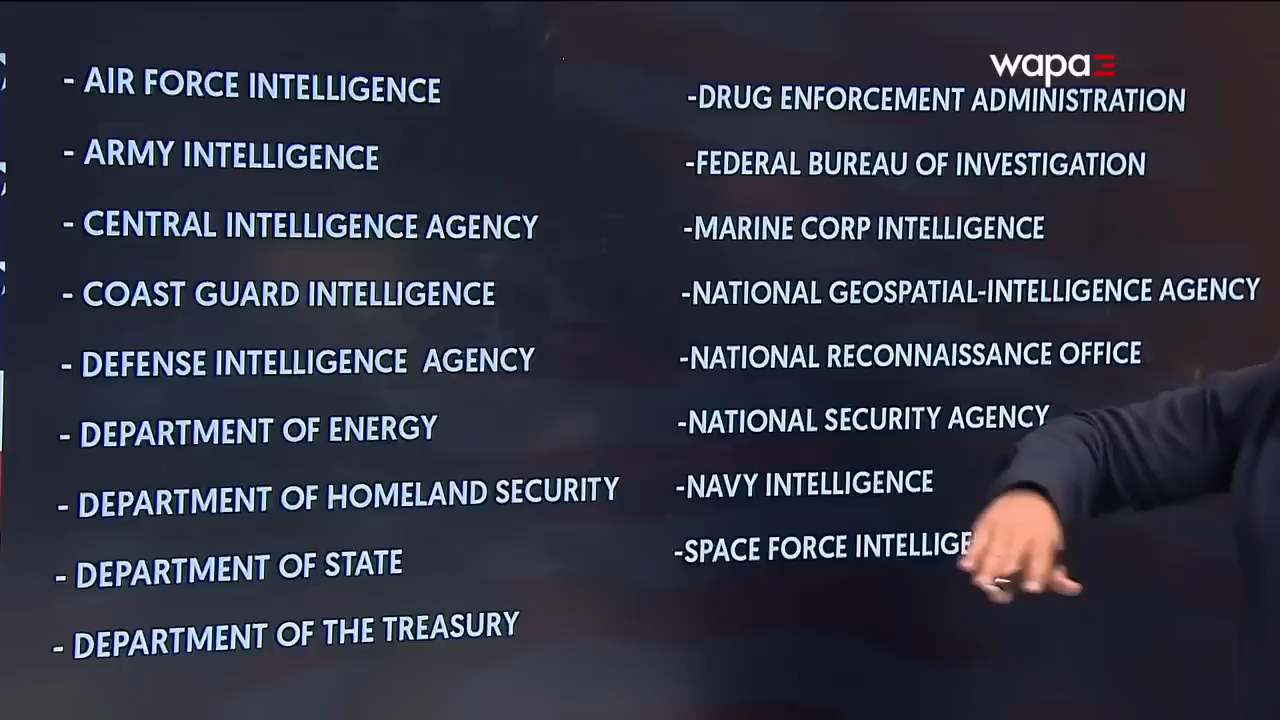 wapa
- AIR FORCE INTELLIGENCE
- ARMY INTELLIGENCE
- CENTRAL INTELLIGENCE AGENCY
- COAST GUARD INTELLIGENCE
- DEFENSE INTELLIGENCE AGENCY
- DEPARTMENT OF ENERGY
- DEPARTMENT OF HOMELAND SECURITY
- DEPARTMENT OF STATE
- DEPARTMENT OF THE TREASURY
-DRUG ENFORCEMENT ADMINISTRATION
-FEDERAL BUREAU OF INVESTIGATION
-MARINE CORP INTELLIGENCE
-NATIONAL GEOSPATIAL-INTELLIGENCE AGENCY
-NATIONAL RECONNAISSANCE OFFICE
-NATIONAL SECURITY AGENCY
-NAVY INTELLIGENCE
-SPACE FORCE